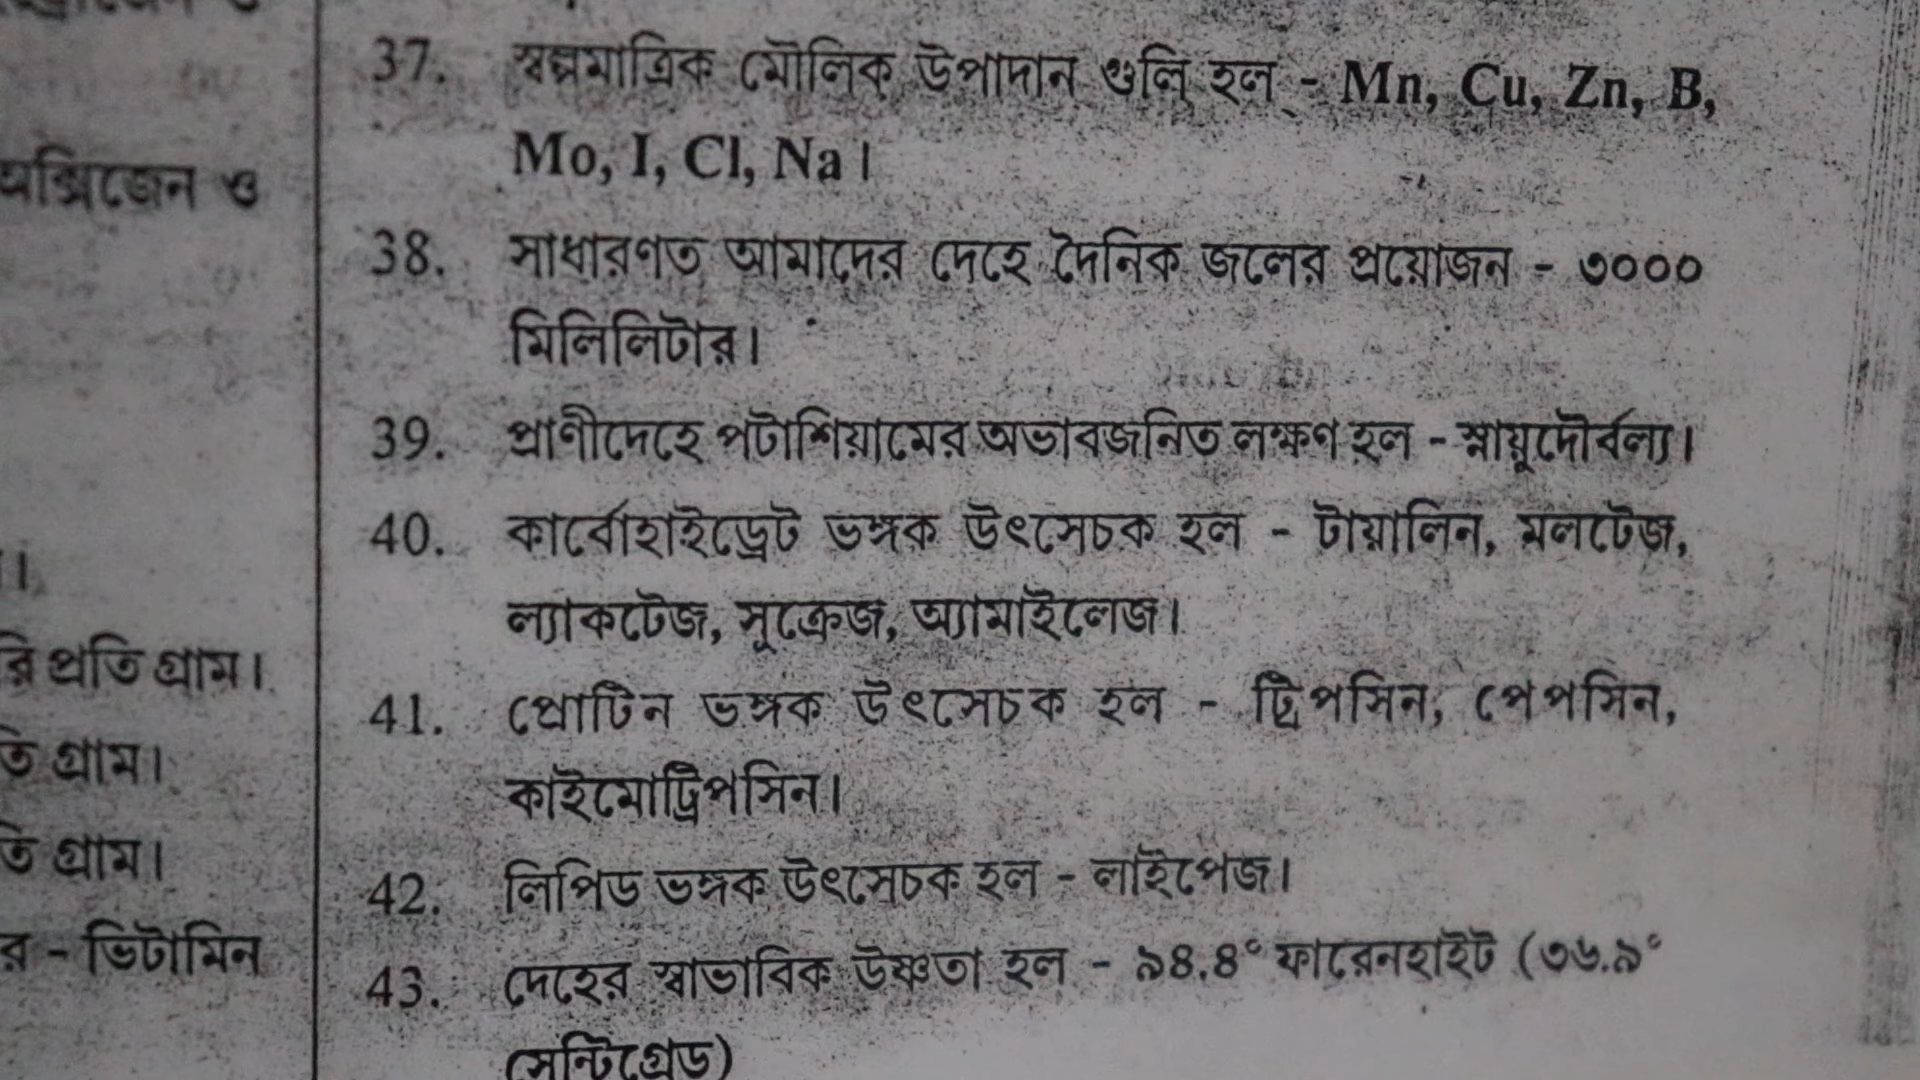 অক্সিজেন ও
।
রি প্রতি গ্রাম।
তি গ্রাম।
তি গ্রাম।
র - ভিটামিন
37. স্বল্পমাত্রিক মৌলিক উপাদান গুলি হল - Mn, Cu, Zn, B,
Mo, I, Cl, Na।
38. সাধারণত আমাদের দেহে দৈনিক জলের প্রয়োজন - ৩০০০
মিলিলিটার।
39. প্রাণীদেহে পটাশিয়ামের অভাবজনিত লক্ষণ হল - স্নায়ুদৌর্বল্য।
40. কার্বোহাইড্রেট ভঙ্গক উৎসেচক হল - টায়ালিন, মলটেজ,
ল্যাকটেজ, সুক্রেজ, অ্যামাইলেজ।
41. প্রোটিন ভঙ্গক উৎসেচক হল - ট্রিপসিন, পেপসিন,
কাইমোট্রিপসিন।
42. লিপিড ভঙ্গক উৎসেচক হল - লাইপেজ।
43. দেহের স্বাভাবিক উষ্ণতা হল - ৯৪.৪° ফারেনহাইট (৩৬.৯°
সেন্টিগ্রেড)